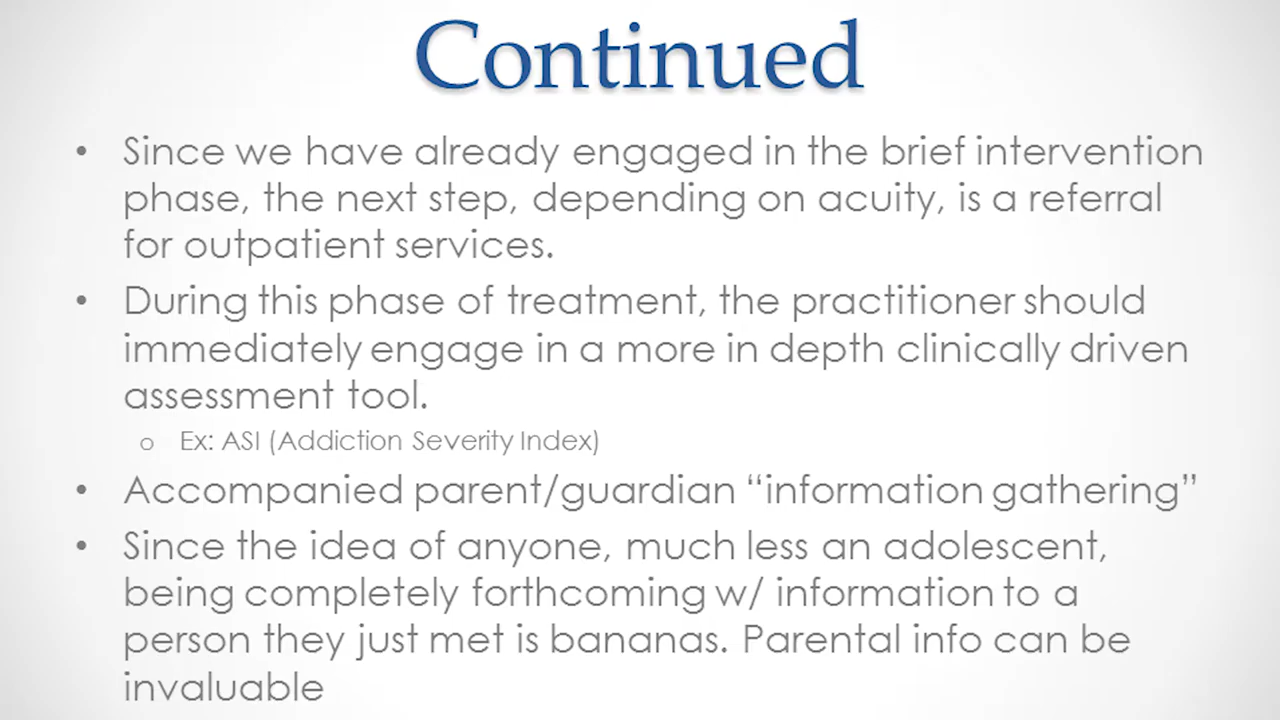 Continued
• Since we have already engaged in the brief intervention
phase, the next step, depending on acuity, is a referral
for outpatient services.
• During this phase of treatment, the practitioner should
immediately engage in a more in depth clinically driven
assessment tool.
o Ex: ASI (Addiction Severity Index)
• Accompanied parent/guardian “information gathering”
• Since the idea of anyone, much less an adolescent,
being completely forthcoming w/ information to a
person they just met is bananas. Parental info can be
invaluable